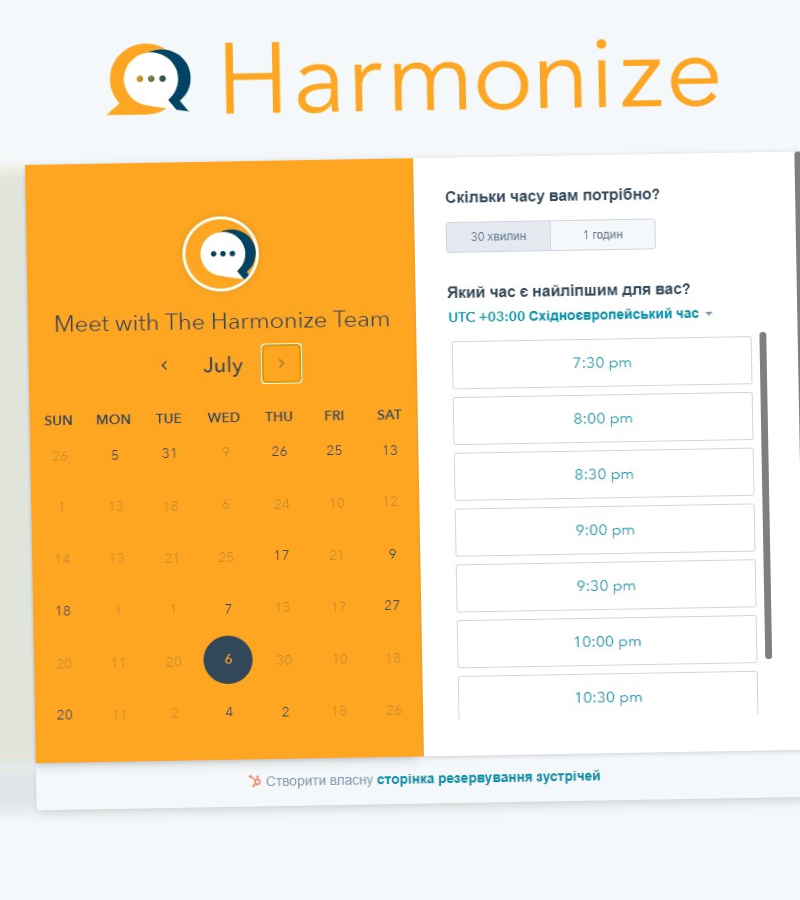 Harmonize
Meet with The Harmonize Team
July
SUN MON TUE WED THU FRI SAT
26 5 31 9 26 25 13
1 13 18 6 24 10 12
14 13 21 25 17 21 9
18 1 1 7 13 17 27
20 11 20 6 30 10 18
20 11 2 4 2 18 26
Скільки часу вам потрібно?
30 хвилин 1 годин
Який час є найліпшим для вас?
UTC +03:00 Східноєвропейський час
7:30 pm
8:00 pm
8:30 pm
9:00 pm
9:30 pm
10:00 pm
10:30 pm
Створити власну сторінка резервування зустрічей